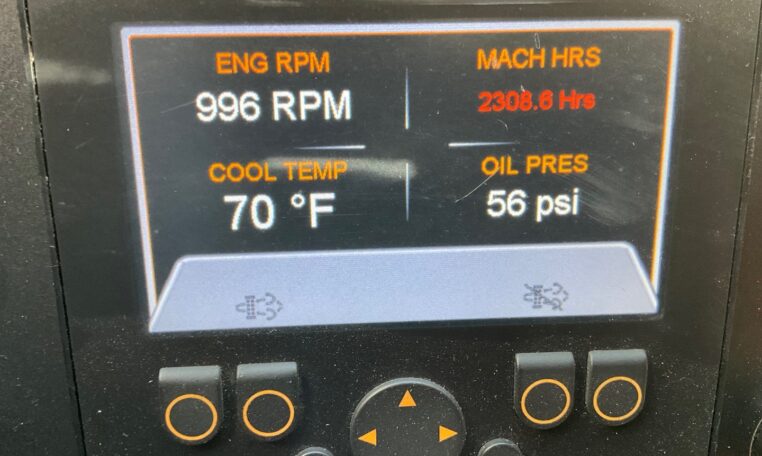 ENG RPM
996 RPM
MACH HRS
2308.6 Hrs
COOL TEMP
70 °F
OIL PRES
56 psi